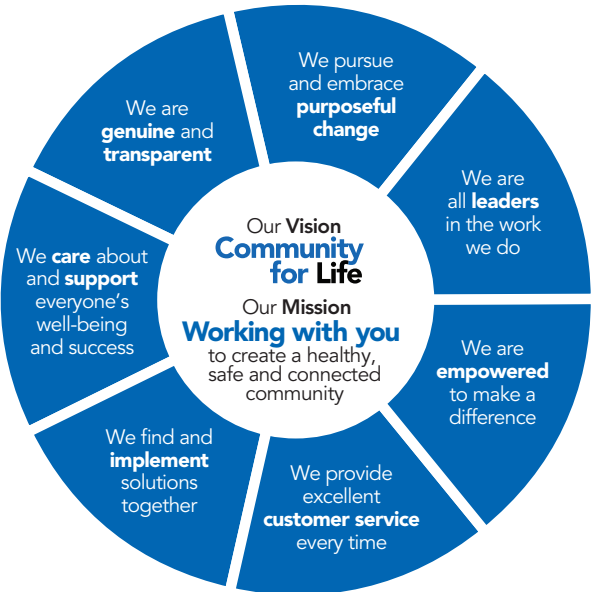 We pursue
and embrace
purposeful
change
We are
all leaders
in the work
we do
We are
empowered
to make a
difference
We provide
excellent
customer service
every time
We find and
implement
solutions
together
We care about
and support
everyone's
well-being
and success
We are
genuine and
transparent
Our Vision
Community
for Life
Our Mission
Working with you
to create a healthy,
safe and connected
community